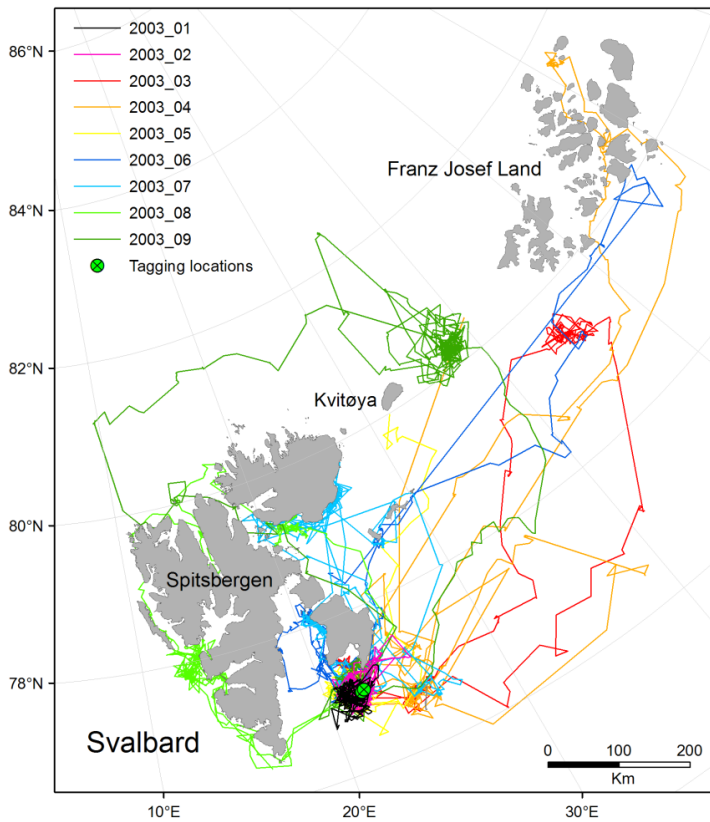 2003_01
2003_02
2003_03
2003_04
2003_05
2003_06
2003_07
2003_08
2003_09
Tagging locations
86°N
84°N
82°N
80°N
78°N
Franz Josef Land
Kvitøya
Spitsbergen
Svalbard
0 100 200
Km
10°E 20°E 30°E